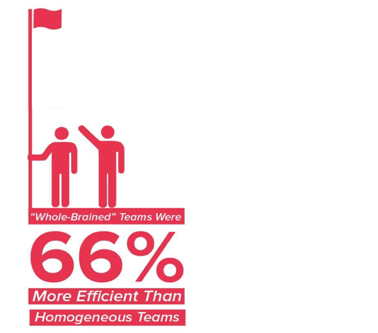 "Whole-Brained" Teams Were
66%
More Efficient Than
Homogeneous Teams